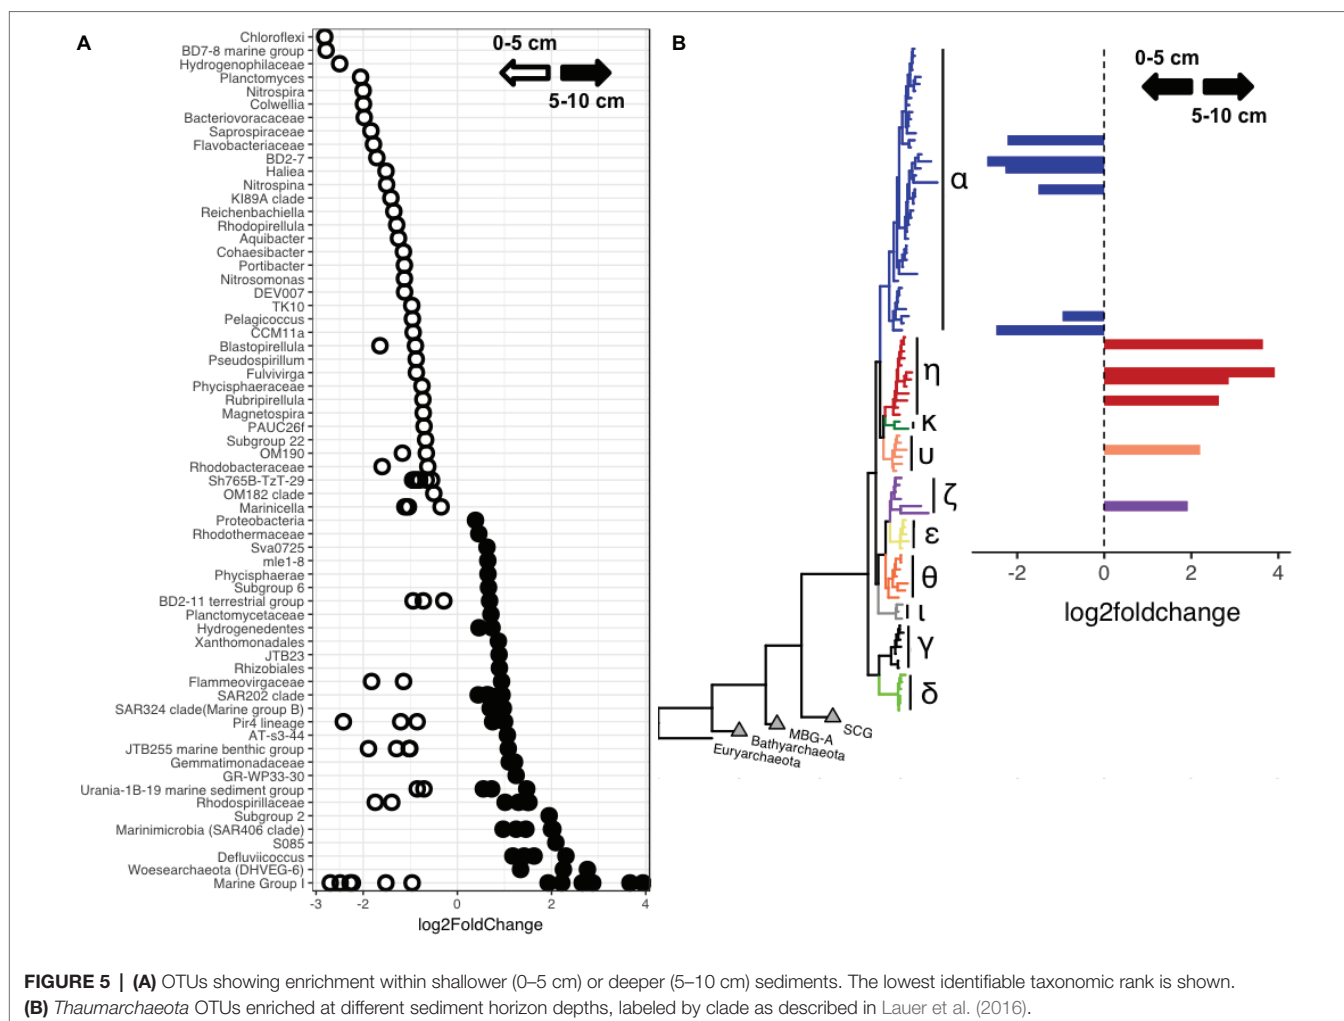 A
0-5 cm
5-10 cm
Chloroflexi
BD7-8 marine group
Hydrogenophilaceae
Planctomyces
Nitrospira
Colwellia
Bacteriovoracaceae
Saprospiraceae
Flavobacteriaceae
BD2-7
Haliea
Nitrospina
KI89A clade
Reichenbachiella
Rhodopirellula
Aquibacter
Cohaesibacter
Portibacter
Nitrosomonas
DEV007
TK10
Pelagicoccus
CCM11a
Blastopirellula
Pseudospirillum
Fulvivirga
Phycisphaeraceae
Rubripirellula
Magnetospira
PAUC26f
Subgroup 22
OM190
Rhodobacteraceae
Sh765B-TzT-29
OM182 clade
Marinicella
Proteobacteria
Rhodothermaceae
Sva0725
mle1-8
Phycisphaerae
Subgroup 6
BD2-11 terrestrial group
Planctomycetaceae
Hydrogenedentes
Xanthomonadales
JTB23
Rhizobiales
Flammeovirgaceae
SAR202 clade
SAR324 clade(Marine group B)
Pir4 lineage
AT-s3-44
JTB255 marine benthic group
Gemmatimonadaceae
GR-WP33-30
Urania-1B-19 marine sediment group
Rhodospirillaceae
Subgroup 2
Marinimicrobia (SAR406 clade)
S085
Defluviicoccus
Woesearchaeota (DHVEG-6)
Marine Group I
-3 -2 0 2 4
log2FoldChange
B
0-5 cm
5-10 cm
α
η
κ
υ
ζ
ε
θ
ι
γ
δ
SCG
MBG-A
Bathyarchaeota
Euryarchaeota
-2 0 2 4
log2foldchange
FIGURE 5 | (A) OTUs showing enrichment within shallower (0–5 cm) or deeper (5–10 cm) sediments. The lowest identifiable taxonomic rank is shown.
(B) Thaumarchaeota OTUs enriched at different sediment horizon depths, labeled by clade as described in Lauer et al. (2016).